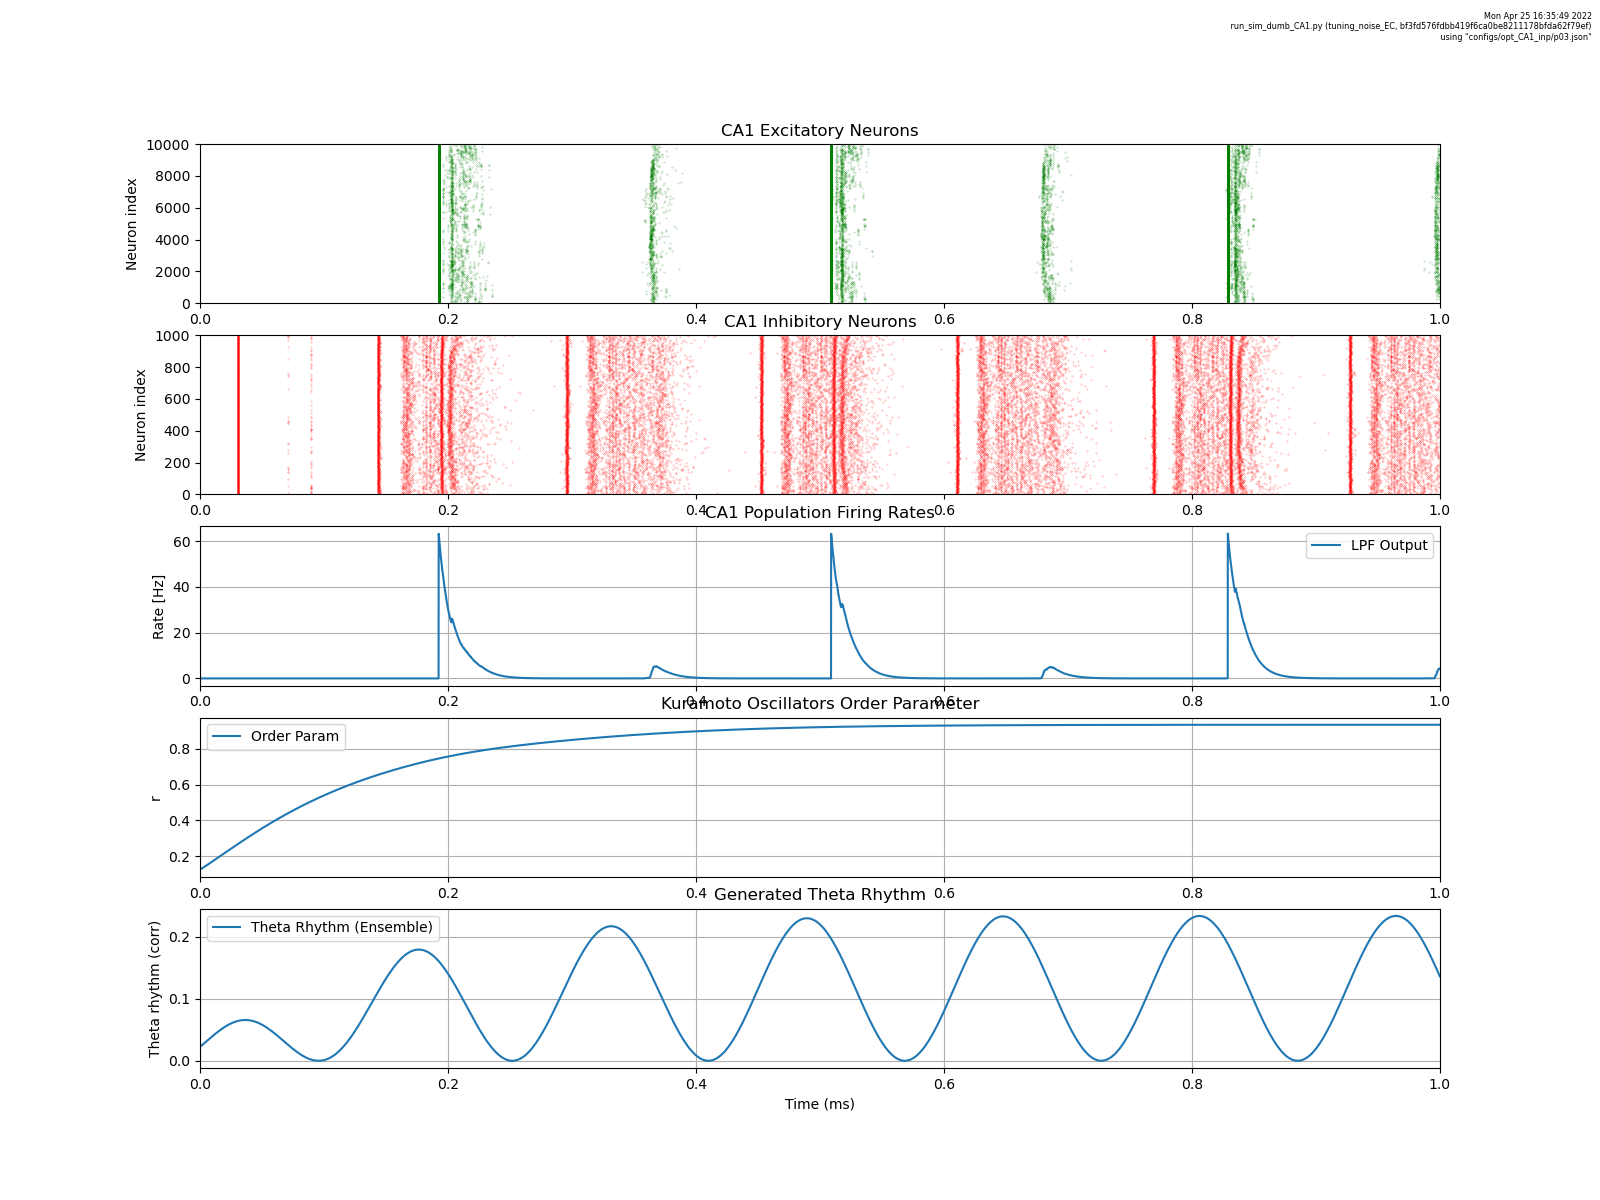 Mon Apr 25 16:35:49 2022
run_sim_dumb_CA1.py (tuning_noise_EC, bf3fd576fdbb419f6ca0be8211178bfda62f79ef)
using "configs/opt_CA1_inp/p03.json"
CA1 Excitatory Neurons
Neuron index
10000
8000
6000
4000
2000
0
0.0 0.2 0.4 0.6 0.8 1.0
CA1 Inhibitory Neurons
Neuron index
1000
800
600
400
200
0
0.0 0.2 0.4 0.6 0.8 1.0
CA1 Population Firing Rates
Rate [Hz]
60
40
20
0
LPF Output
0.0 0.2 0.4 0.6 0.8 1.0
Kuramoto Oscillators Order Parameter
r
0.8
0.6
0.4
0.2
Order Param
0.0 0.2 0.4 0.6 0.8 1.0
Generated Theta Rhythm
Theta rhythm (corr)
0.2
0.1
0.0
Theta Rhythm (Ensemble)
0.0 0.2 0.4 0.6 0.8 1.0
Time (ms)